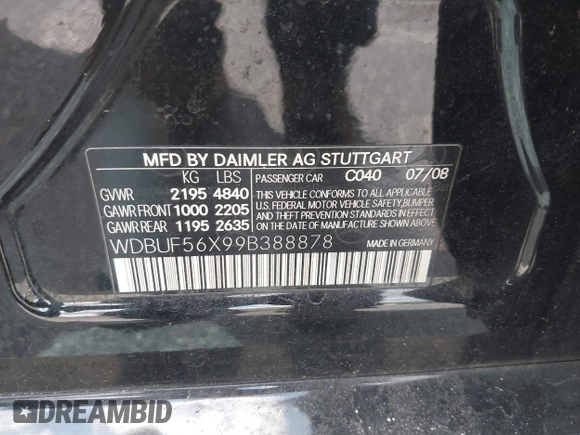 MFD BY DAIMLER AG STUTTGART
KG LBS PASSENGER CAR C040 07/08
GVWR 2195 4840 THIS VEHICLE CONFORMS TO ALL APPLICABLE
GAWR FRONT 1000 2205 U.S. FEDERAL MOTOR VEHICLE SAFETY, BUMPER
GAWR REAR 1195 2635 AND THEFT PREVENTION STANDARDS IN EFFECT
ON THE DATE OF MANUFACTURE SHOWN ABOVE.
WDBUF56X99B388878 MADE IN GERMANY
DREAMBID